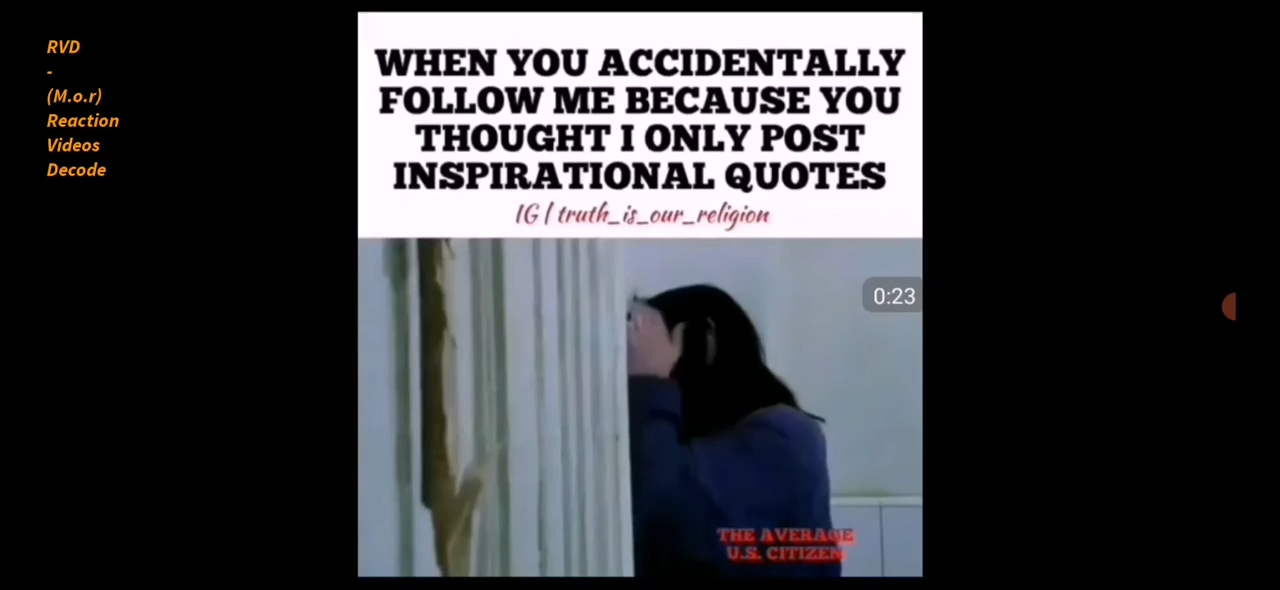 RVD
-
(M.o.r)
Reaction
Videos
Decode
WHEN YOU ACCIDENTALLY
FOLLOW ME BECAUSE YOU
THOUGHT I ONLY POST
INSPIRATIONAL QUOTES
IG | truth_is_our_religion
0:23
THE AVERAGE
U.S. CITIZEN